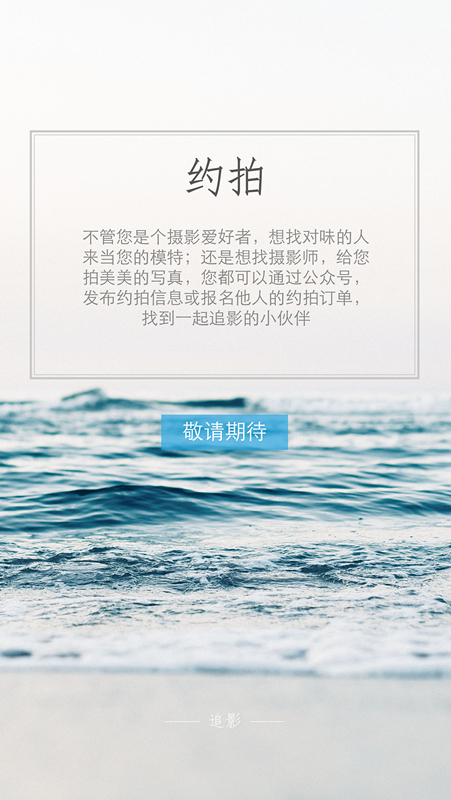 约拍
不管您是个摄影爱好者，想找对味的人
来当您的模特；还是想找摄影师，给您
拍美美的写真，您都可以通过公众号，
发布约拍信息或报名他人的约拍订单，
找到一起追影的小伙伴
敬请期待
追影